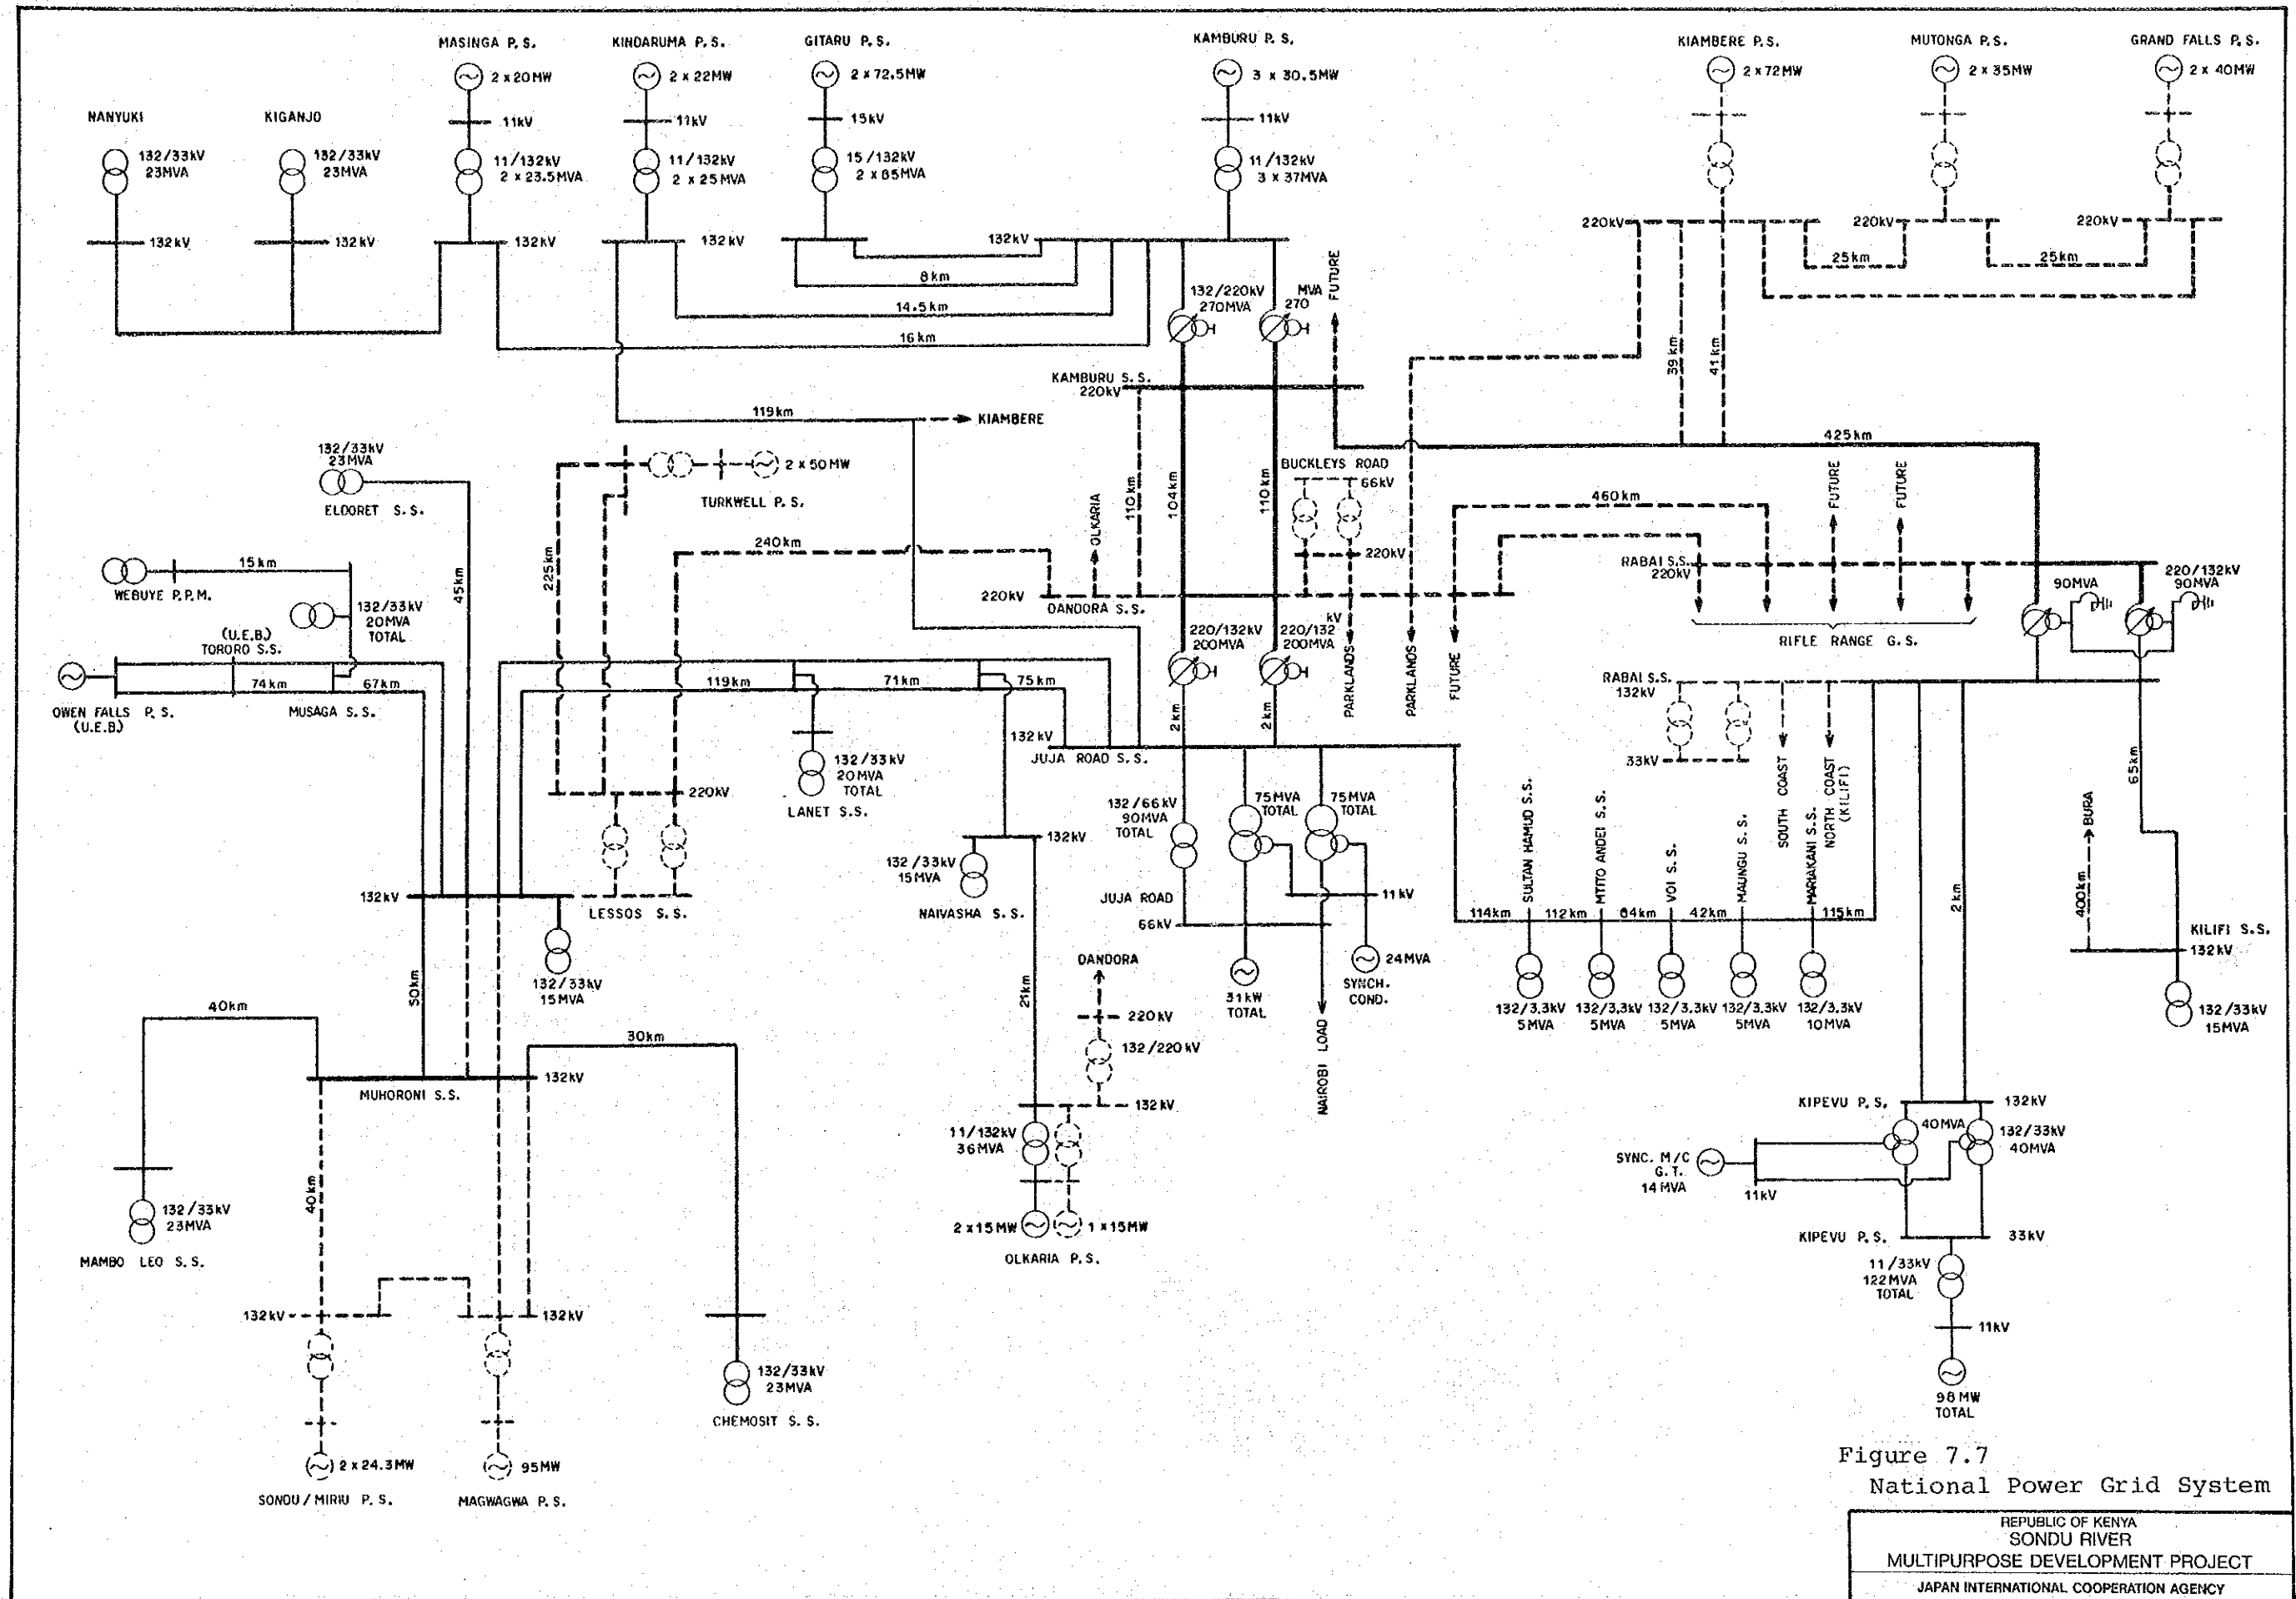 MASINGA P.S.
2 x 20MW
11kV
11/132kV
2 x 23.5MVA
132kV
KINDARUMA P.S.
2 x 22MW
11kV
11/132kV
2 x 25MVA
132kV
GITARU P.S.
2 x 72.5MW
15kV
15/132kV
2 x 85MVA
KAMBURU P.S.
3 x 30.5MW
11kV
11/132kV
3 x 37MVA
132kV
KIAMBERE P.S.
2 x 72MW
220kV
MUTONGA P.S.
2 x 35MW
220kV
GRAND FALLS P.S.
2 x 40MW
220kV
25km
25km
NANYUKI
132/33kV
23MVA
132kV
KIGANJO
132/33kV
23MVA
132kV
8km
14.5km
16km
132/220kV
270MVA
MVA
270
FUTURE
39km
41km
KAMBURU S.S.
220kV
119km
KIAMBERE
425km
132/33kV
23MVA
ELDORET S.S.
2 x 50MW
TURKWELL P.S.
110km
104km
110km
BUCKLEYS ROAD
66kV
220kV
460km
FUTURE
FUTURE
OLKARIA
240km
225km
45km
15km
WEBUYE P.P.M.
132/33kV
20MVA
TOTAL
220kV
DANDORA S.S.
RABAI S.S.
220kV
90MVA
220/132kV
90MVA
RIFLE RANGE G.S.
220/132kV
200MVA
kV
220/132
200MVA
PARKLANDS
PARKLANDS
FUTURE
(U.E.B.)
TORORO S.S.
74km
67km
OWEN FALLS P.S.
(U.E.B)
MUSAGA S.S.
119km
71km
75km
2km
2km
RABAI S.S.
132kV
33kV
SOUTH COAST
NORTH COAST
(KILIFI)
65km
132kV
JUJA ROAD S.S.
132/33kV
20MVA
TOTAL
LANET S.S.
220kV
132kV
LESSOS S.S.
132/33kV
15MVA
132kV
132/33kV
15MVA
NAIVASHA S.S.
132/66kV
90MVA
TOTAL
75MVA
TOTAL
75MVA
TOTAL
JUJA ROAD
66kV
11kV
31kW
TOTAL
24MVA
SYNCH.
COND.
NAIROBI LOAD
SULTAN HAMUD S.S.
MTITO ANDEI S.S.
VOI S.S.
MAUNGU S.S.
MARIAKANI S.S.
114km
112km
64km
42km
115km
132/3.3kV
5MVA
132/3.3kV
5MVA
132/3.3kV
5MVA
132/3.3kV
5MVA
132/3.3kV
10MVA
2km
400km
BURA
KILIFI S.S.
132kV
132/33kV
15MVA
50km
40km
30km
132kV
MUHORONI S.S.
21km
DANDORA
220kV
132/220kV
132kV
11/132kV
36MVA
2 x 15MW
1 x 15MW
OLKARIA P.S.
KIPEVU P.S.
132kV
40MVA
132/33kV
40MVA
SYNC. M/C
G.T.
14MVA
11kV
KIPEVU P.S.
33kV
11/33kV
122MVA
TOTAL
11kV
98MW
TOTAL
132/33kV
23MVA
MAMBO LEO S.S.
40km
132kV
132kV
132/33kV
23MVA
CHEMOSIT S.S.
2 x 24.3MW
SONDU / MIRIU P.S.
95MW
MAGWAGWA P.S.
Figure 7.7
National Power Grid System
REPUBLIC OF KENYA
SONDU RIVER
MULTIPURPOSE DEVELOPMENT PROJECT
JAPAN INTERNATIONAL COOPERATION AGENCY